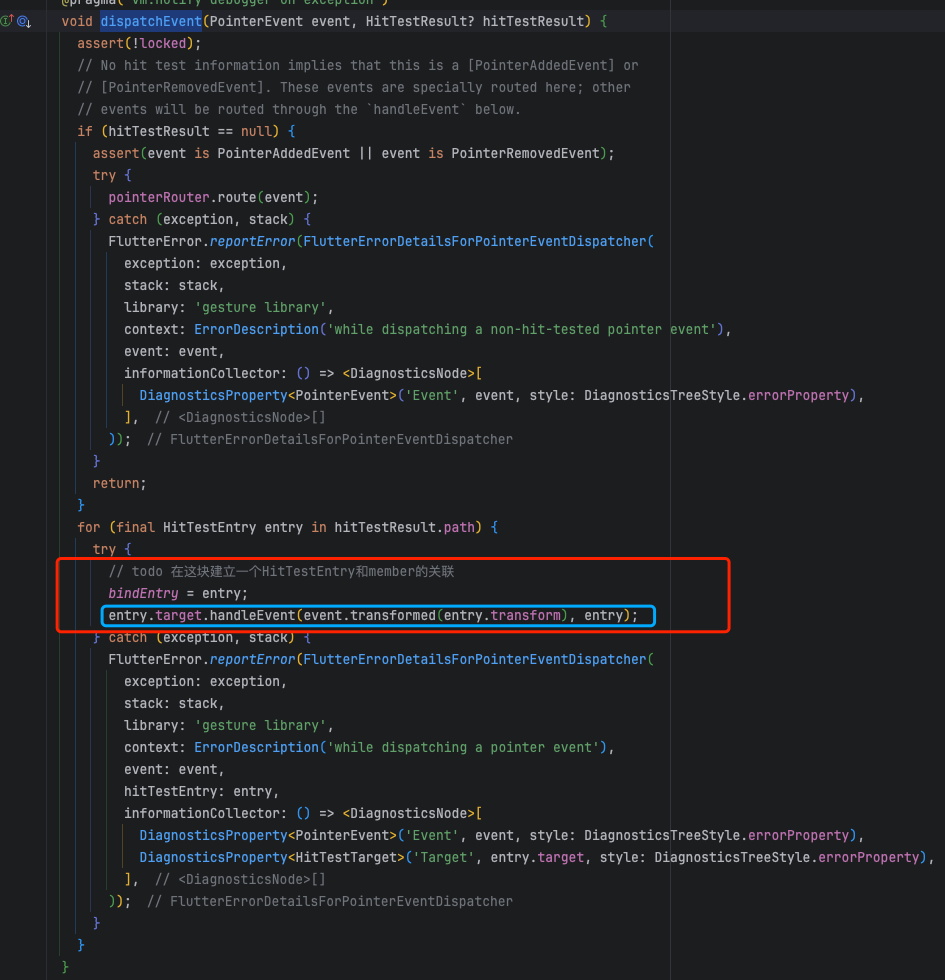 @pragma('vm:notify-debugger-on-exception')
void dispatchEvent(PointerEvent event, HitTestResult? hitTestResult) {
assert(!locked);
// No hit test information implies that this is a [PointerAddedEvent] or
// [PointerRemovedEvent]. These events are specially routed here; other
// events will be routed through the `handleEvent` below.
if (hitTestResult == null) {
assert(event is PointerAddedEvent || event is PointerRemovedEvent);
try {
pointerRouter.route(event);
} catch (exception, stack) {
FlutterError.reportError(FlutterErrorDetailsForPointerEventDispatcher(
exception: exception,
stack: stack,
library: 'gesture library',
context: ErrorDescription('while dispatching a non-hit-tested pointer event'),
event: event,
informationCollector: () => <DiagnosticsNode>[
DiagnosticsProperty<PointerEvent>('Event', event, style: DiagnosticsTreeStyle.errorProperty),
], // <DiagnosticsNode>[]
)); // FlutterErrorDetailsForPointerEventDispatcher
}
return;
}
for (final HitTestEntry entry in hitTestResult.path) {
try {
// todo 在这块建立一个HitTestEntry和member的关联
bindEntry = entry;
entry.target.handleEvent(event.transformed(entry.transform), entry);
} catch (exception, stack) {
FlutterError.reportError(FlutterErrorDetailsForPointerEventDispatcher(
exception: exception,
stack: stack,
library: 'gesture library',
context: ErrorDescription('while dispatching a pointer event'),
event: event,
hitTestEntry: entry,
informationCollector: () => <DiagnosticsNode>[
DiagnosticsProperty<PointerEvent>('Event', event, style: DiagnosticsTreeStyle.errorProperty),
DiagnosticsProperty<HitTestTarget>('Target', entry.target, style: DiagnosticsTreeStyle.errorProperty),
], // <DiagnosticsNode>[]
)); // FlutterErrorDetailsForPointerEventDispatcher
}
}
}